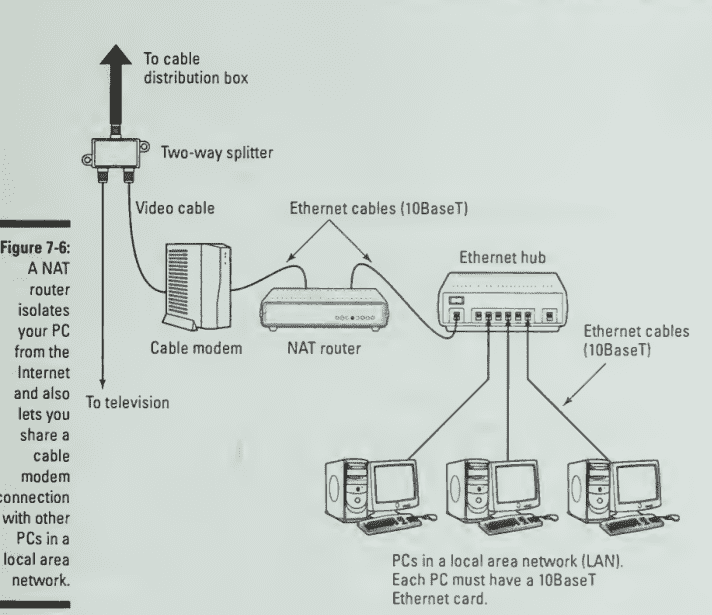 To cable
distribution box
Two-way splitter
Video cable
Ethernet cables (10BaseT)
Ethernet hub
Ethernet cables
(10BaseT)
Cable modem
NAT router
To television
Figure 7-6:
A NAT
router
isolates
your PC
from the
Internet
and also
lets you
share a
cable
modem
connection
with other
PCs in a
local area
network.
PCs in a local area network (LAN).
Each PC must have a 10BaseT
Ethernet card.